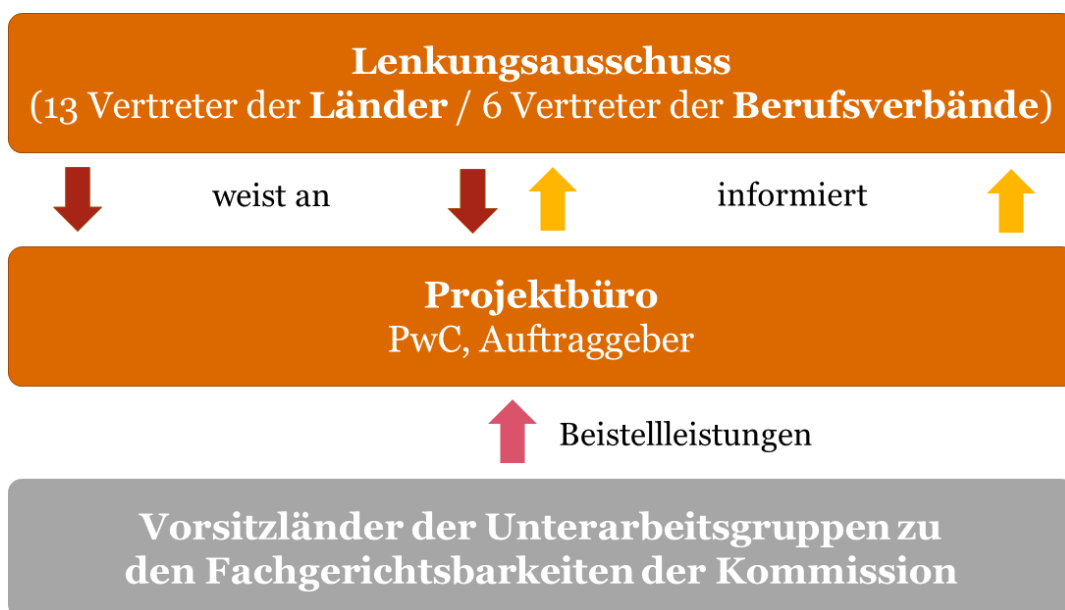 Lenkungsausschuss
(13 Vertreter der Länder / 6 Vertreter der Berufsverbände)
weist an
informiert
Projektbüro
PwC, Auftraggeber
Beistellleistungen
Vorsitzländer der Unterarbeitsgruppen zu
den Fachgerichtsbarkeiten der Kommission